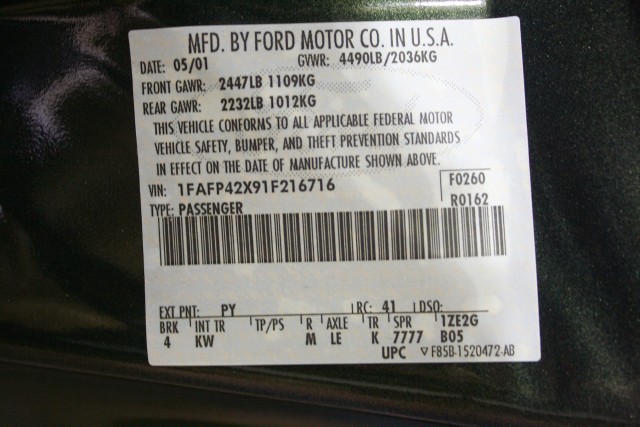 MFD. BY FORD MOTOR CO. IN U.S.A.
DATE: 05/01 GVWR: 4490LB/2036KG
FRONT GAWR: 2447LB 1109KG
REAR GAWR: 2232LB 1012KG
THIS VEHICLE CONFORMS TO ALL APPLICABLE FEDERAL MOTOR
VEHICLE SAFETY, BUMPER, AND THEFT PREVENTION STANDARDS
IN EFFECT ON THE DATE OF MANUFACTURE SHOWN ABOVE.
VIN: 1FAFP42X91F216716 F0260
TYPE: PASSENGER R0162
EXT PNT: PY RC: 41 DSO:
BRK INT TR TP/PS R AXLE TR SPR 1ZE2G
4 KW M LE K 7777 B05
UPC ▽ F85B-1520472-AB